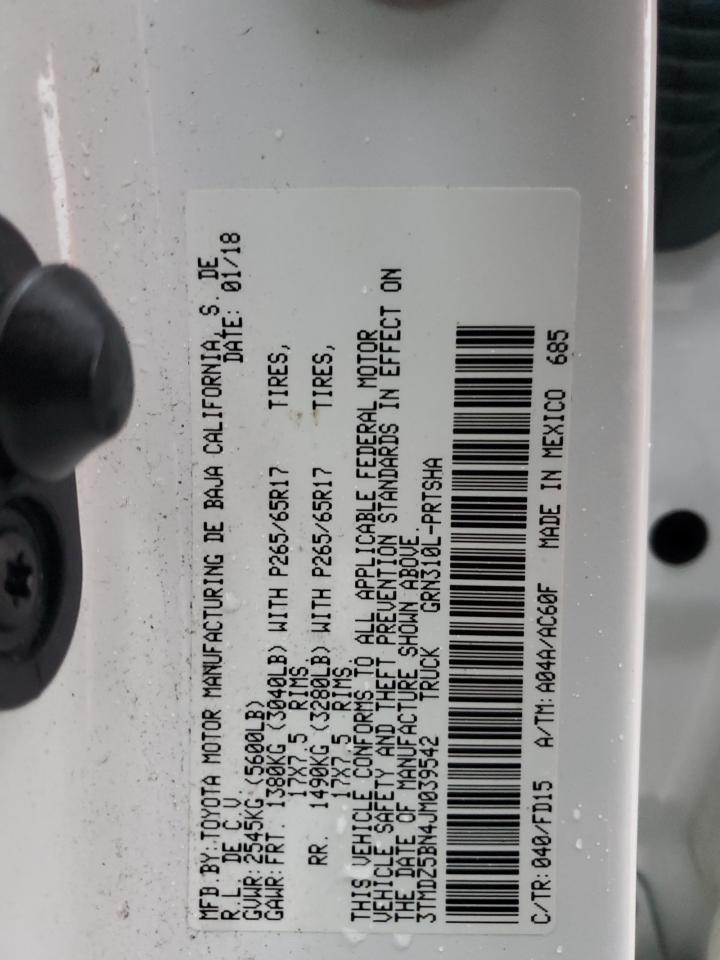 MFD.BY:TOYOTA MOTOR MANUFACTURING DE BAJA CALIFORNIA, S. DE
R.L. DE C.V. DATE: 01/18
GVWR:2545KG (5600LB)
GAWR:FRT. 1380KG (3040LB) WITH P265/65R17 TIRES,
17X7.5 RIMS
RR. 1490KG (3280LB) WITH P265/65R17 TIRES,
17X7.5 RIMS
THIS VEHICLE CONFORMS TO ALL APPLICABLE FEDERAL MOTOR
VEHICLE SAFETY AND THEFT PREVENTION STANDARDS IN EFFECT ON
THE DATE OF MANUFACTURE SHOWN ABOVE.
3TMDZ5BN4JM039542 TRUCK GRN310L-PRTSHA
C/TR:040/FD15 A/TM:A04A/AC60F MADE IN MEXICO 685